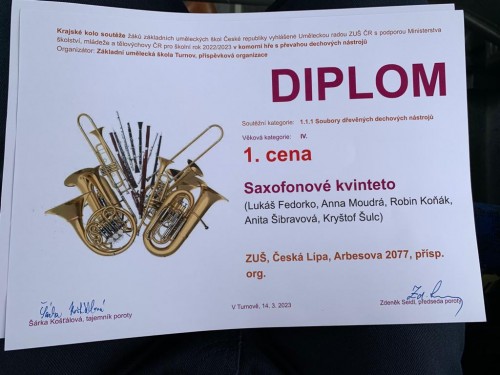 Krajské kolo soutěže žáků základních uměleckých škol České republiky vyhlášené Uměleckou radou ZUŠ ČR s podporou Ministerstva
školství, mládeže a tělovýchovy ČR pro školní rok 2022/2023 v komorní hře s převahou dechových nástrojů
Organizátor: Základní umělecká škola Turnov, příspěvková organizace
DIPLOM
Soutěžní kategorie: 1.1.1 Soubory dřevěných dechových nástrojů
Věková kategorie: IV.
1. cena
Saxofonové kvinteto
(Lukáš Fedorko, Anna Moudrá, Robin Koňák,
Anita Šibravová, Kryštof Šulc)
ZUŠ, Česká Lípa, Arbesova 2077, přísp.
org.
Šárka Košťálová
Šárka Košťálová, tajemník poroty
V Turnově, 14. 3. 2023
Zdeněk Seidl, předseda poroty